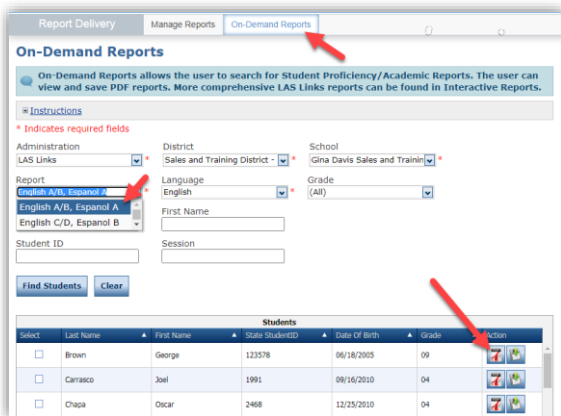 Report Delivery Manage Reports On-Demand Reports
On-Demand Reports
On-Demand Reports allows the user to search for Student Proficiency/Academic Reports. The user can
view and save PDF reports. More comprehensive LAS Links reports can be found in Interactive Reports.
Instructions
* Indicates required fields
Administration District School
LAS Links * Sales and Training District - * Gina Davis Sales and Trainin *
Report Language Grade
English A/B, Espanol A English * (All)
English A/B, Espanol A First Name
English C/D, Espanol B
Student ID Session
Find Students Clear
Students
Select Last Name First Name State StudentID Date Of Birth Grade Action
Brown George 123578 06/18/2005 09
Carrasco Joel 1991 09/16/2010 04
Chapa Oscar 2468 12/25/2010 04